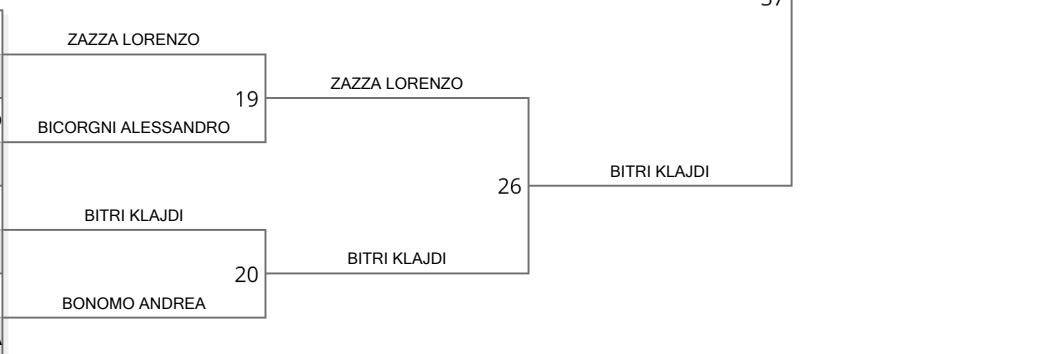 ZAZZA LORENZO
ZAZZA LORENZO
19
BICORGNI ALESSANDRO
BITRI KLAJDI
26
BITRI KLAJDI
BITRI KLAJDI
20
BONOMO ANDREA